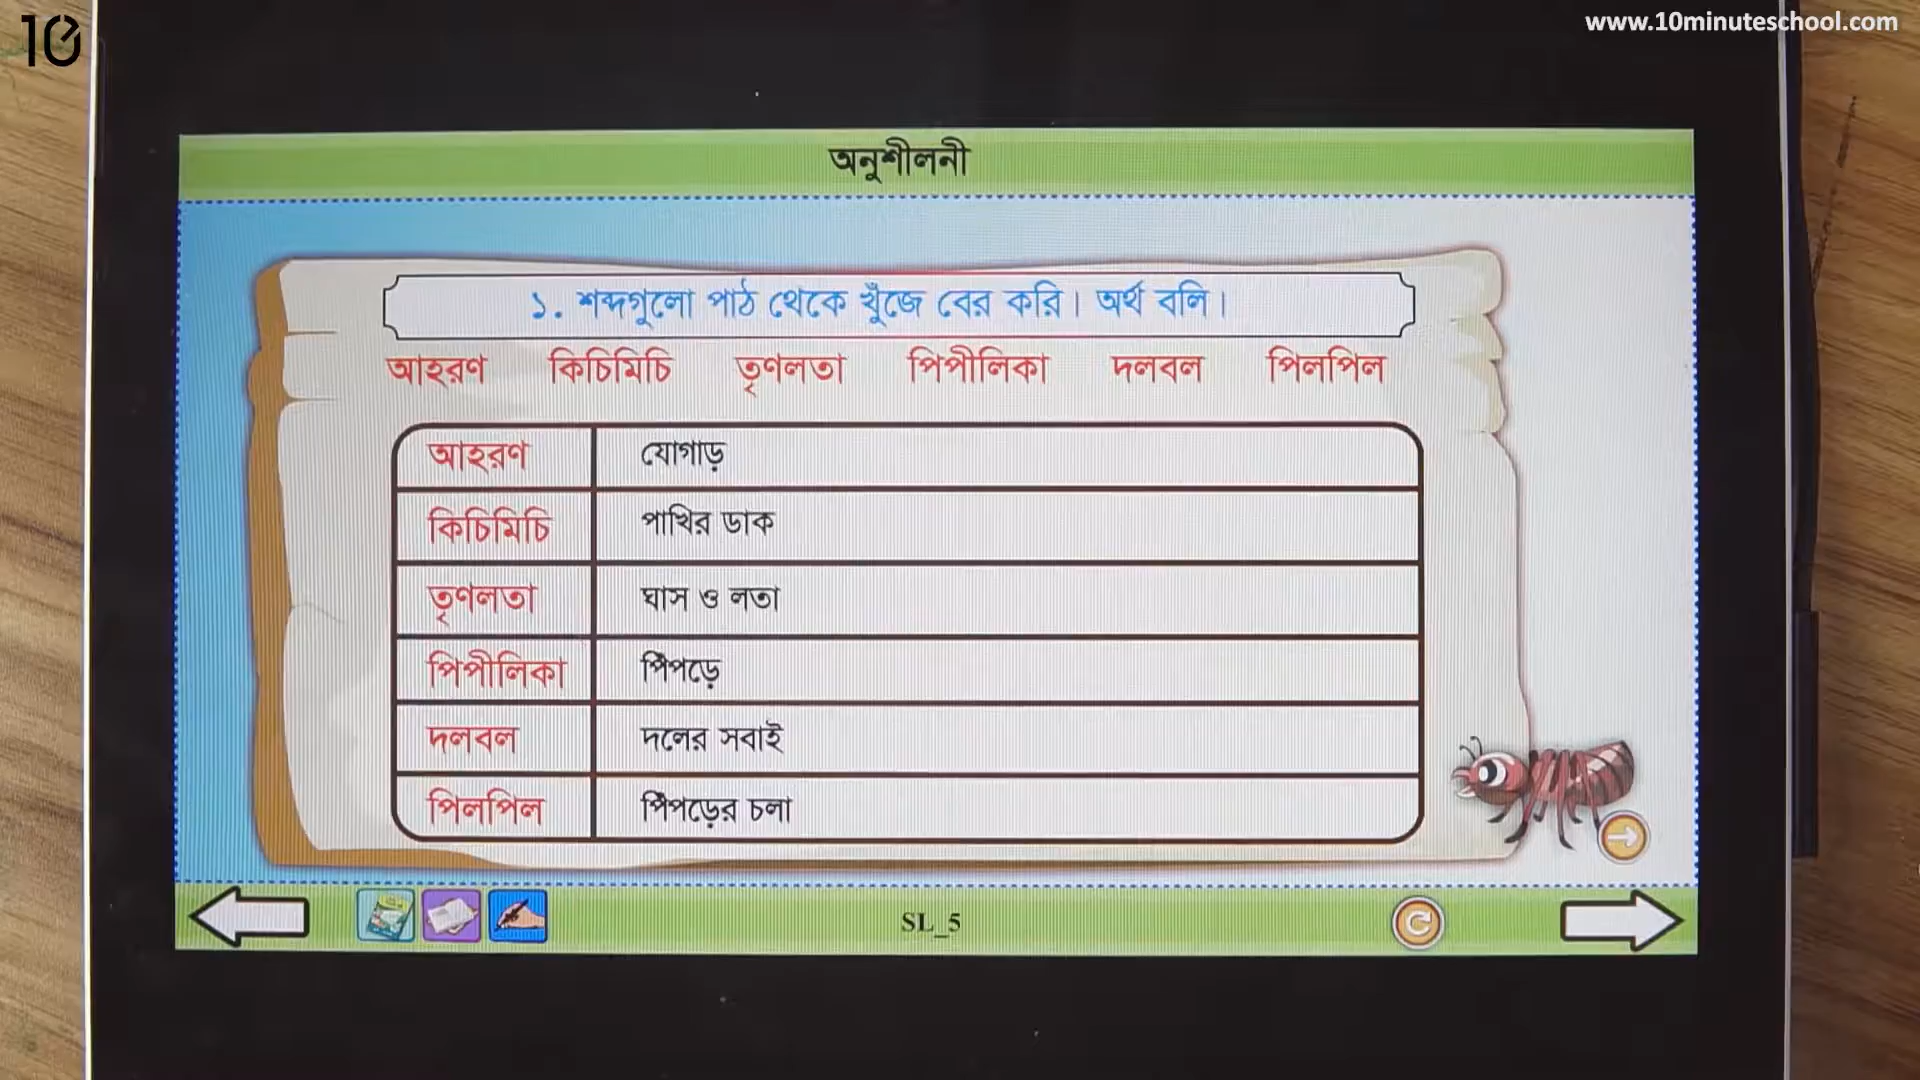 10
www.10minuteschool.com
অনুশীলনী
১. শব্দগুলো পাঠ থেকে খুঁজে বের করি। অর্থ বলি।
আহরণ কিচিমিচি তৃণলতা পিপীলিকা দলবল পিলপিল
আহরণ যোগাড়
কিচিমিচি পাখির ডাক
তৃণলতা ঘাস ও লতা
পিপীলিকা পিঁপড়ে
দলবল দলের সবাই
পিলপিল পিঁপড়ের চলা
SL_5